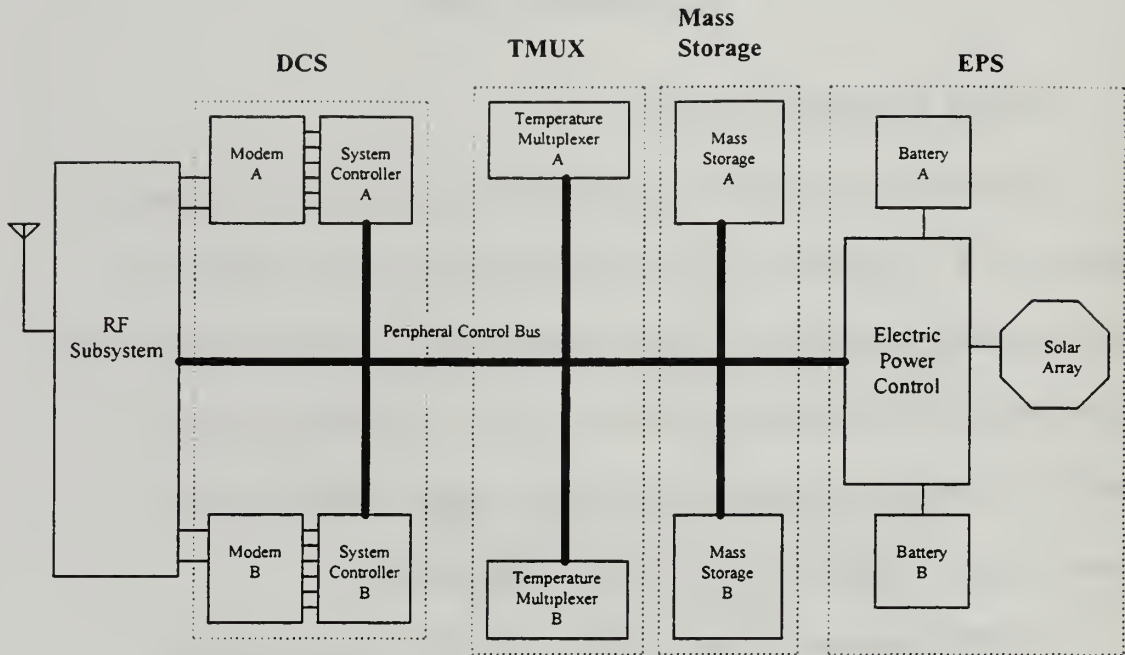 Mass
Storage
DCS
TMUX
EPS
Modem
A
System
Controller
A
Temperature
Multiplexer
A
Mass
Storage
A
Battery
A
RF
Subsystem
Peripheral Control Bus
Electric
Power
Control
Solar
Array
Modem
B
System
Controller
B
Temperature
Multiplexer
B
Mass
Storage
B
Battery
B